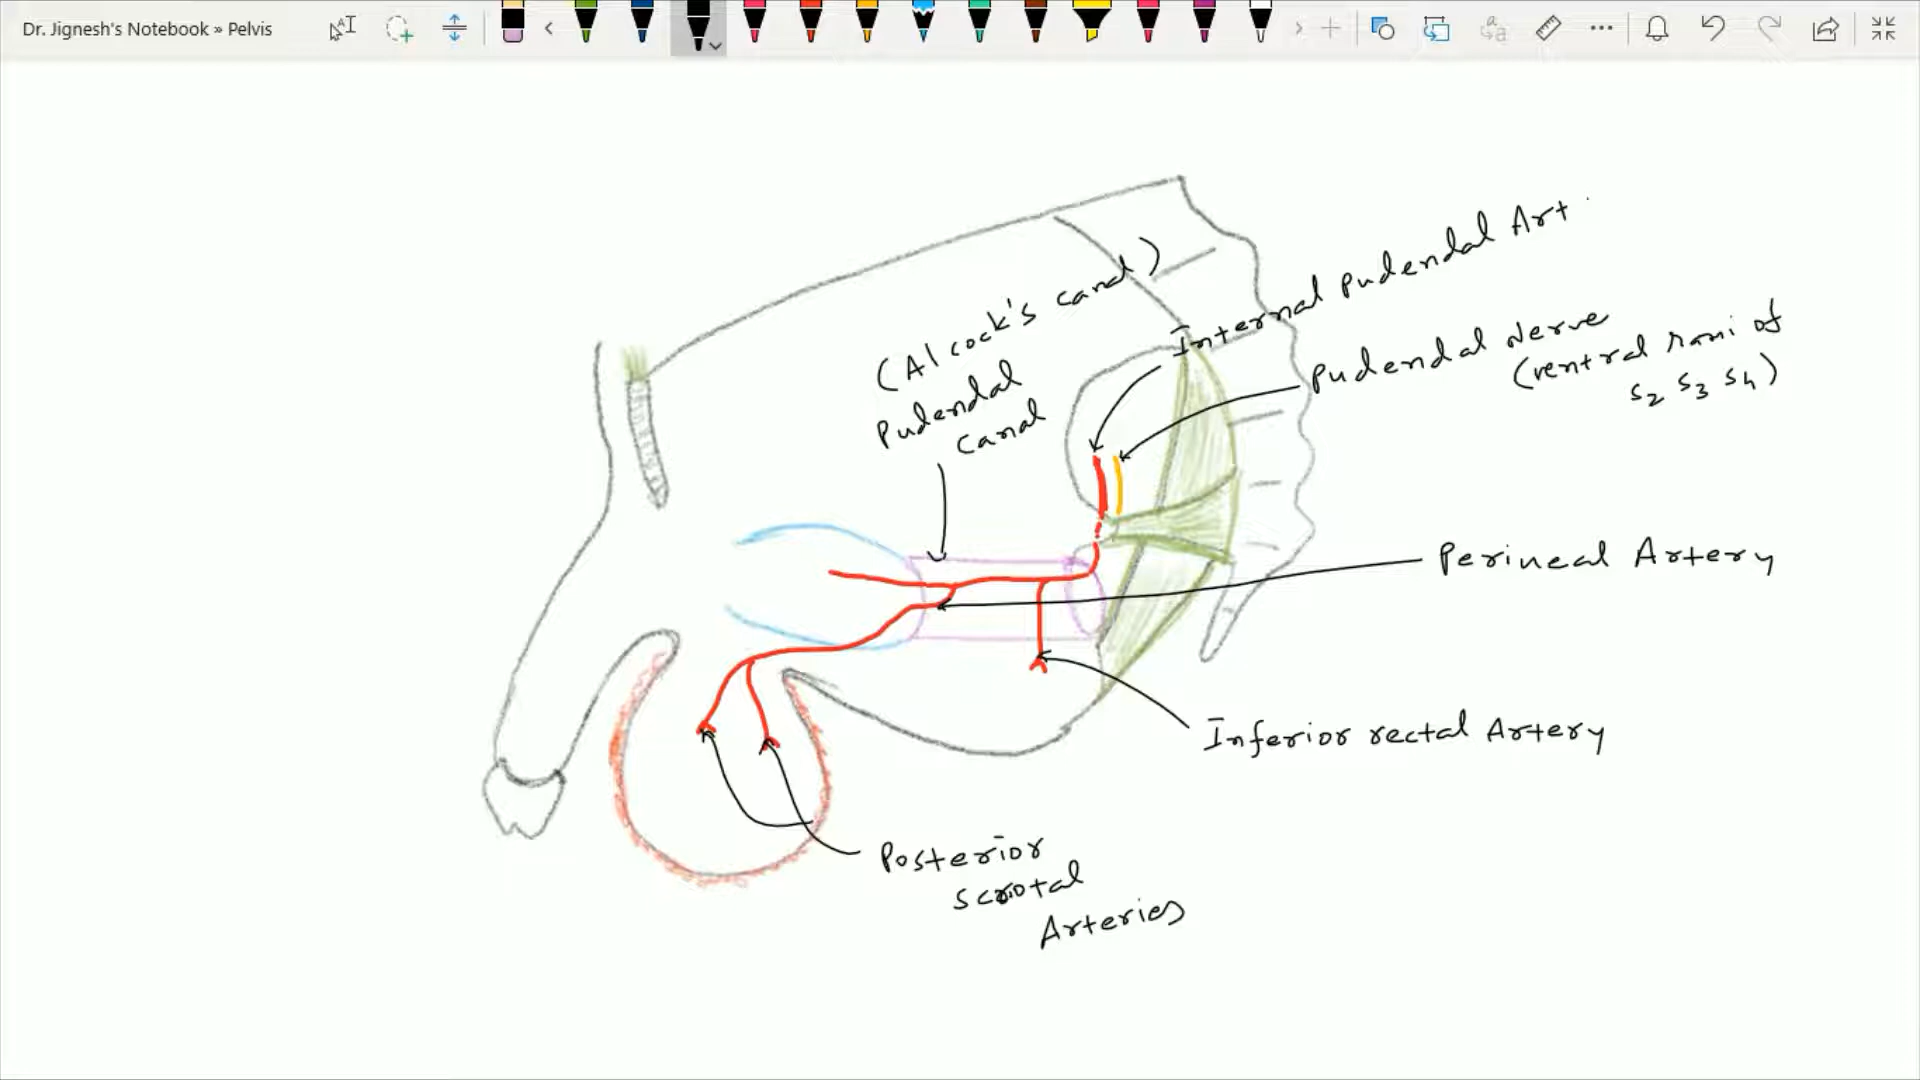 Dr. Jignesh's Notebook » Pelvis
Internal Pudendal Art
(Alcock's canal)
Pudendal
canal
Pudendal Nerve
(ventral rami of
S2 S3 S4)
Perineal Artery
Inferior rectal Artery
Posterior
scrotal
Arteries